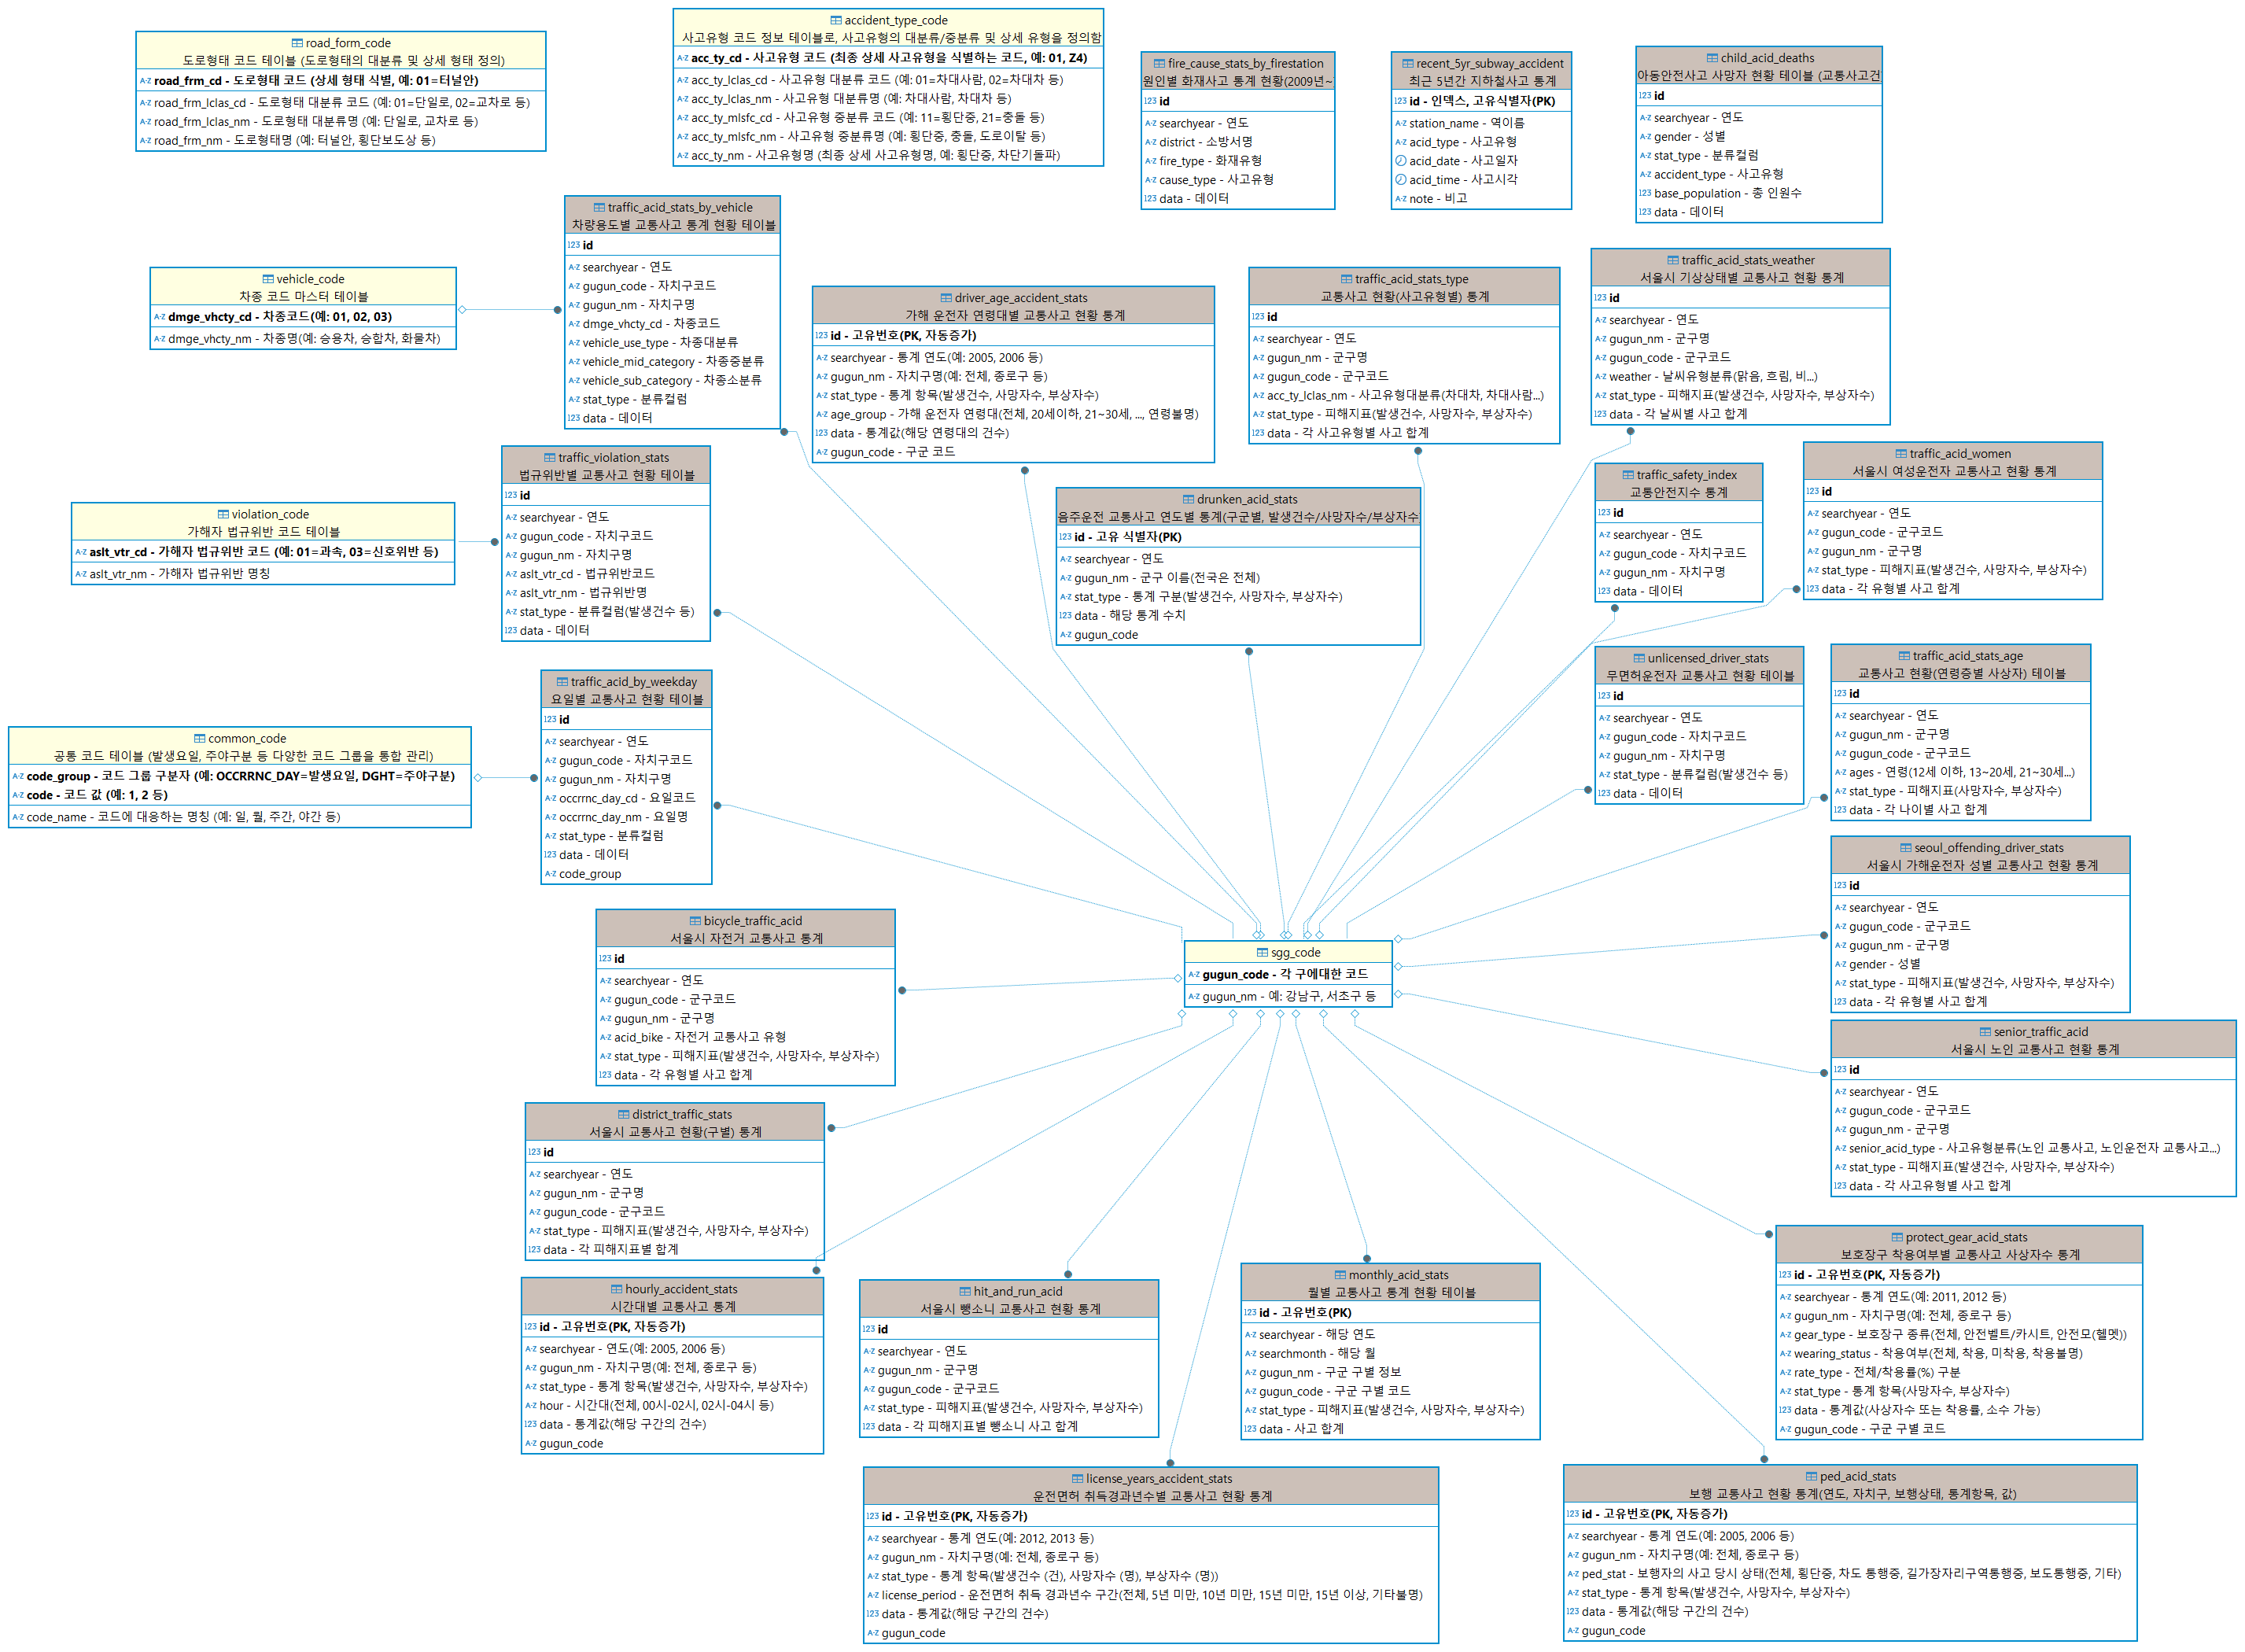 road_form_code
도로형태 코드 테이블 (도로형태의 대분류 및 상세 형태 정의)
A-Z road_frm_cd - 도로형태 코드 (상세 형태 식별, 예: 01=터널안)
A-Z road_frm_lclas_cd - 도로형태 대분류 코드 (예: 01=단일로, 02=교차로 등)
A-Z road_frm_lclas_nm - 도로형태 대분류명 (예: 단일로, 교차로 등)
A-Z road_frm_nm - 도로형태명 (예: 터널안, 횡단보도상 등)
accident_type_code
사고유형 코드 정보 테이블로, 사고유형의 대분류/중분류 및 상세 유형을 정의함
A-Z acc_ty_cd - 사고유형 코드 (최종 상세 사고유형을 식별하는 코드, 예: 01, Z4)
A-Z acc_ty_lclas_cd - 사고유형 대분류 코드 (예: 01=차대사람, 02=차대차 등)
A-Z acc_ty_lclas_nm - 사고유형 대분류명 (예: 차대사람, 차대차 등)
A-Z acc_ty_mlsfc_cd - 사고유형 중분류 코드 (예: 11=횡단중, 21=충돌 등)
A-Z acc_ty_mlsfc_nm - 사고유형 중분류명 (예: 횡단중, 충돌, 도로이탈 등)
A-Z acc_ty_nm - 사고유형명 (최종 상세 사고유형명, 예: 횡단중, 차단기돌파)
fire_cause_stats_by_firestation
원인별 화재사고 통계 현황(2009년~
123 id
A-Z searchyear - 연도
A-Z district - 소방서명
A-Z fire_type - 화재유형
A-Z cause_type - 사고유형
123 data - 데이터
recent_5yr_subway_accident
최근 5년간 지하철사고 통계
123 id - 인덱스, 고유식별자(PK)
A-Z station_name - 역이름
A-Z acid_type - 사고유형
acid_date - 사고일자
acid_time - 사고시각
A-Z note - 비고
child_acid_deaths
아동안전사고 사망자 현황 테이블 (교통사고건
123 id
A-Z searchyear - 연도
A-Z gender - 성별
A-Z stat_type - 분류컬럼
A-Z accident_type - 사고유형
123 base_population - 총 인원수
123 data - 데이터
traffic_acid_stats_by_vehicle
차량용도별 교통사고 통계 현황 테이블
123 id
A-Z searchyear - 연도
A-Z gugun_code - 자치구코드
A-Z gugun_nm - 자치구명
A-Z dmge_vhcty_cd - 차종코드
A-Z vehicle_use_type - 차종대분류
A-Z vehicle_mid_category - 차종중분류
A-Z vehicle_sub_category - 차종소분류
A-Z stat_type - 분류컬럼
123 data - 데이터
vehicle_code
차종 코드 마스터 테이블
A-Z dmge_vhcty_cd - 차종코드(예: 01, 02, 03)
A-Z dmge_vhcty_nm - 차종명(예: 승용차, 승합차, 화물차)
driver_age_accident_stats
가해 운전자 연령대별 교통사고 현황 통계
123 id - 고유번호(PK, 자동증가)
A-Z searchyear - 통계 연도(예: 2005, 2006 등)
A-Z gugun_nm - 자치구명(예: 전체, 종로구 등)
A-Z stat_type - 통계 항목(발생건수, 사망자수, 부상자수)
A-Z age_group - 가해 운전자 연령대(전체, 20세이하, 21~30세, ..., 연령불명)
123 data - 통계값(해당 연령대의 건수)
A-Z gugun_code - 구군 코드
traffic_acid_stats_type
교통사고 현황(사고유형별) 통계
123 id
A-Z searchyear - 연도
A-Z gugun_nm - 군구명
A-Z gugun_code - 군구코드
A-Z acc_ty_lclas_nm - 사고유형대분류(차대차, 차대사람...)
A-Z stat_type - 피해지표(발생건수, 사망자수, 부상자수)
123 data - 각 사고유형별 사고 합계
traffic_acid_stats_weather
서울시 기상상태별 교통사고 현황 통계
123 id
A-Z searchyear - 연도
A-Z gugun_nm - 군구명
A-Z gugun_code - 군구코드
A-Z weather - 날씨유형분류(맑음, 흐림, 비...)
A-Z stat_type - 피해지표(발생건수, 사망자수, 부상자수)
123 data - 각 날씨별 사고 합계
traffic_violation_stats
법규위반별 교통사고 현황 테이블
123 id
A-Z searchyear - 연도
A-Z gugun_code - 자치구코드
A-Z gugun_nm - 자치구명
A-Z aslt_vtr_cd - 법규위반코드
A-Z aslt_vtr_nm - 법규위반명
A-Z stat_type - 분류컬럼(발생건수 등)
123 data - 데이터
violation_code
가해자 법규위반 코드 테이블
A-Z aslt_vtr_cd - 가해자 법규위반 코드 (예: 01=과속, 03=신호위반 등)
A-Z aslt_vtr_nm - 가해자 법규위반 명칭
drunken_acid_stats
음주운전 교통사고 연도별 통계(구군별, 발생건수/사망자수/부상자수
123 id - 고유 식별자(PK)
A-Z searchyear - 연도
A-Z gugun_nm - 군구 이름(전국은 전체)
A-Z stat_type - 통계 구분(발생건수, 사망자수, 부상자수)
123 data - 해당 통계 수치
A-Z gugun_code
traffic_safety_index
교통안전지수 통계
123 id
A-Z searchyear - 연도
A-Z gugun_code - 자치구코드
A-Z gugun_nm - 자치구명
123 data - 데이터
traffic_acid_women
서울시 여성운전자 교통사고 현황 통계
123 id
A-Z searchyear - 연도
A-Z gugun_code - 군구코드
A-Z gugun_nm - 군구명
A-Z stat_type - 피해지표(발생건수, 사망자수, 부상자수)
123 data - 각 유형별 사고 합계
traffic_acid_by_weekday
요일별 교통사고 현황 테이블
123 id
A-Z searchyear - 연도
A-Z gugun_code - 자치구코드
A-Z gugun_nm - 자치구명
A-Z occrrnc_day_cd - 요일코드
A-Z occrrnc_day_nm - 요일명
A-Z stat_type - 분류컬럼
123 data - 데이터
A-Z code_group
common_code
공통 코드 테이블 (발생요일, 주야구분 등 다양한 코드 그룹을 통합 관리)
A-Z code_group - 코드 그룹 구분자 (예: OCCRRNC_DAY=발생요일, DGHT=주야구분)
A-Z code - 코드 값 (예: 1, 2 등)
A-Z code_name - 코드에 대응하는 명칭 (예: 일, 월, 주간, 야간 등)
unlicensed_driver_stats
무면허운전자 교통사고 현황 테이블
123 id
A-Z searchyear - 연도
A-Z gugun_code - 자치구코드
A-Z gugun_nm - 자치구명
A-Z stat_type - 분류컬럼(발생건수 등)
123 data - 데이터
traffic_acid_stats_age
교통사고 현황(연령층별 사상자) 테이블
123 id
A-Z searchyear - 연도
A-Z gugun_nm - 군구명
A-Z gugun_code - 군구코드
A-Z ages - 연령(12세 이하, 13~20세, 21~30세...)
A-Z stat_type - 피해지표(사망자수, 부상자수)
123 data - 각 나이별 사고 합계
seoul_offending_driver_stats
서울시 가해운전자 성별 교통사고 현황 통계
123 id
A-Z searchyear - 연도
A-Z gugun_code - 군구코드
A-Z gugun_nm - 군구명
A-Z gender - 성별
A-Z stat_type - 피해지표(발생건수, 사망자수, 부상자수)
123 data - 각 유형별 사고 합계
bicycle_traffic_acid
서울시 자전거 교통사고 통계
123 id
A-Z searchyear - 연도
A-Z gugun_code - 군구코드
A-Z gugun_nm - 군구명
A-Z acid_bike - 자전거 교통사고 유형
A-Z stat_type - 피해지표(발생건수, 사망자수, 부상자수)
123 data - 각 유형별 사고 합계
sgg_code
A-Z gugun_code - 각 구에대한 코드
A-Z gugun_nm - 예: 강남구, 서초구 등
senior_traffic_acid
서울시 노인 교통사고 현황 통계
123 id
A-Z searchyear - 연도
A-Z gugun_code - 군구코드
A-Z gugun_nm - 군구명
A-Z senior_acid_type - 사고유형분류(노인 교통사고, 노인운전자 교통사고...)
A-Z stat_type - 피해지표(발생건수, 사망자수, 부상자수)
123 data - 각 사고유형별 사고 합계
district_traffic_stats
서울시 교통사고 현황(구별) 통계
123 id
A-Z searchyear - 연도
A-Z gugun_nm - 군구명
A-Z gugun_code - 군구코드
A-Z stat_type - 피해지표(발생건수, 사망자수, 부상자수)
123 data - 각 피해지표별 합계
hourly_accident_stats
시간대별 교통사고 통계
123 id - 고유번호(PK, 자동증가)
A-Z searchyear - 연도(예: 2005, 2006 등)
A-Z gugun_nm - 자치구명(예: 전체, 종로구 등)
A-Z stat_type - 통계 항목(발생건수, 사망자수, 부상자수)
A-Z hour - 시간대(전체, 00시-02시, 02시-04시 등)
123 data - 통계값(해당 구간의 건수)
A-Z gugun_code
hit_and_run_acid
서울시 뺑소니 교통사고 현황 통계
123 id
A-Z searchyear - 연도
A-Z gugun_nm - 군구명
A-Z gugun_code - 군구코드
A-Z stat_type - 피해지표(발생건수, 사망자수, 부상자수)
123 data - 각 피해지표별 뺑소니 사고 합계
monthly_acid_stats
월별 교통사고 통계 현황 테이블
123 id - 고유번호(PK)
A-Z searchyear - 해당 연도
A-Z searchmonth - 해당 월
A-Z gugun_nm - 구군 구별 정보
A-Z gugun_code - 구군 구별 코드
A-Z stat_type - 피해지표(발생건수, 사망자수, 부상자수)
123 data - 사고 합계
protect_gear_acid_stats
보호장구 착용여부별 교통사고 사상자수 통계
123 id - 고유번호(PK, 자동증가)
A-Z searchyear - 통계 연도(예: 2011, 2012 등)
A-Z gugun_nm - 자치구명(예: 전체, 종로구 등)
A-Z gear_type - 보호장구 종류(전체, 안전벨트/카시트, 안전모(헬멧))
A-Z wearing_status - 착용여부(전체, 착용, 미착용, 착용불명)
A-Z rate_type - 전체/착용률(%) 구분
A-Z stat_type - 통계 항목(사망자수, 부상자수)
123 data - 통계값(사상자수 또는 착용률, 소수 가능)
A-Z gugun_code - 구군 구별 코드
license_years_accident_stats
운전면허 취득경과년수별 교통사고 현황 통계
123 id - 고유번호(PK, 자동증가)
A-Z searchyear - 통계 연도(예: 2012, 2013 등)
A-Z gugun_nm - 자치구명(예: 전체, 종로구 등)
A-Z stat_type - 통계 항목(발생건수 (건), 사망자수 (명), 부상자수 (명))
A-Z license_period - 운전면허 취득 경과년수 구간(전체, 5년 미만, 10년 미만, 15년 미만, 15년 이상, 기타불명)
123 data - 통계값(해당 구간의 건수)
A-Z gugun_code
ped_acid_stats
보행 교통사고 현황 통계(연도, 자치구, 보행상태, 통계항목, 값)
123 id - 고유번호(PK, 자동증가)
A-Z searchyear - 통계 연도(예: 2005, 2006 등)
A-Z gugun_nm - 자치구명(예: 전체, 종로구 등)
A-Z ped_stat - 보행자의 사고 당시 상태(전체, 횡단중, 차도 통행중, 길가장자리구역통행중, 보도통행중, 기타)
A-Z stat_type - 통계 항목(발생건수, 사망자수, 부상자수)
123 data - 통계값(해당 구간의 건수)
A-Z gugun_code